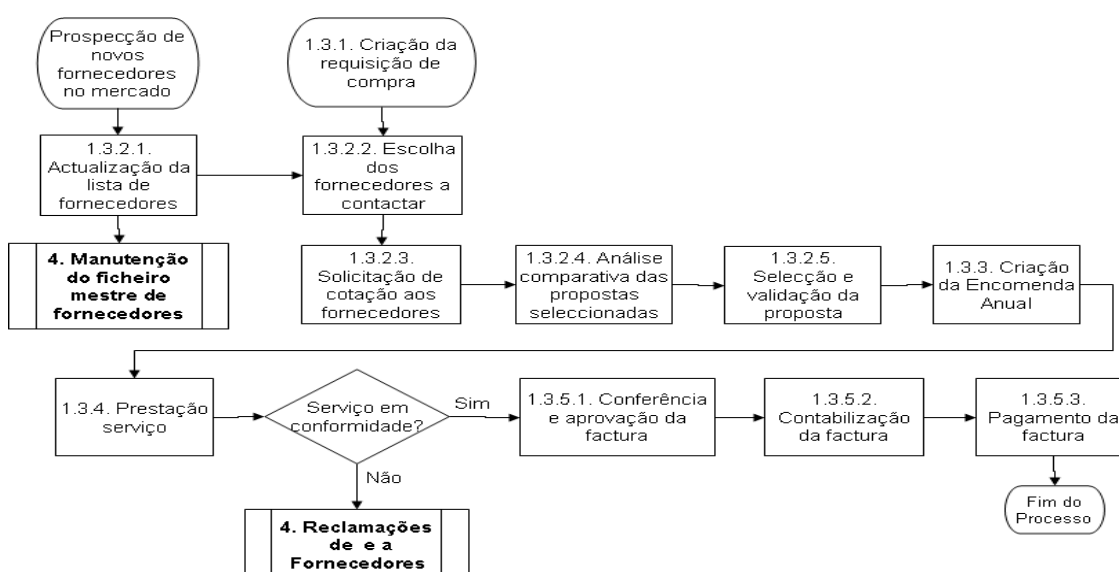 Prospecção de
novos
fornecedores
no mercado
1.3.1. Criação da
requisição de
compra
1.3.2.1.
Actualização da
lista de
fornecedores
1.3.2.2. Escolha
dos
fornecedores a
contactar
4. Manutenção
do ficheiro
mestre de
fornecedores
1.3.2.3.
Solicitação de
cotação aos
fornecedores
1.3.2.4. Análise
comparativa das
propostas
seleccionadas
1.3.2.5.
Selecção e
validação da
proposta
1.3.3. Criação
da Encomenda
Anual
1.3.4. Prestação
serviço
Serviço em
conformidade?
Sim
Não
1.3.5.1. Conferência
e aprovação da
factura
1.3.5.2.
Contabilização
da factura
1.3.5.3.
Pagamento da
factura
4. Reclamações
de e a
Fornecedores
Fim do
Processo